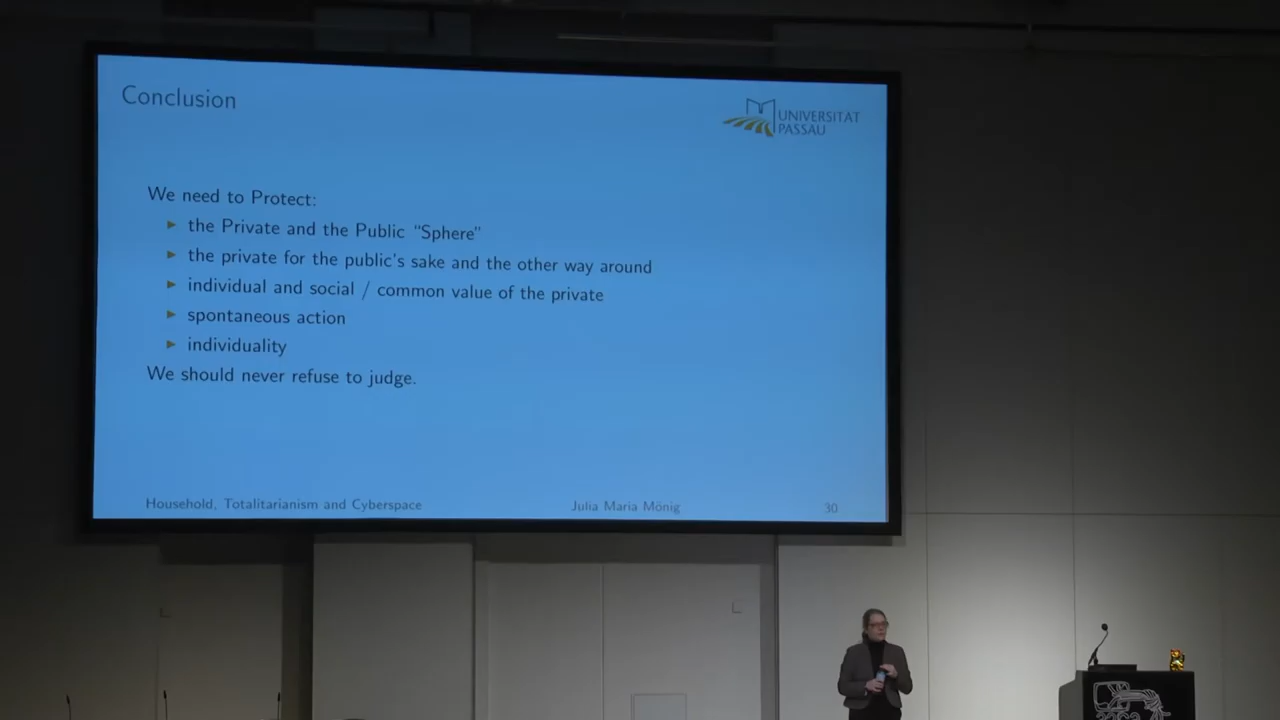 Conclusion
UNIVERSITÄT
PASSAU
We need to Protect:
the Private and the Public “Sphere”
the private for the public's sake and the other way around
individual and social / common value of the private
spontaneous action
individuality
We should never refuse to judge.
Household, Totalitarianism and Cyberspace Julia Maria Mönig 30